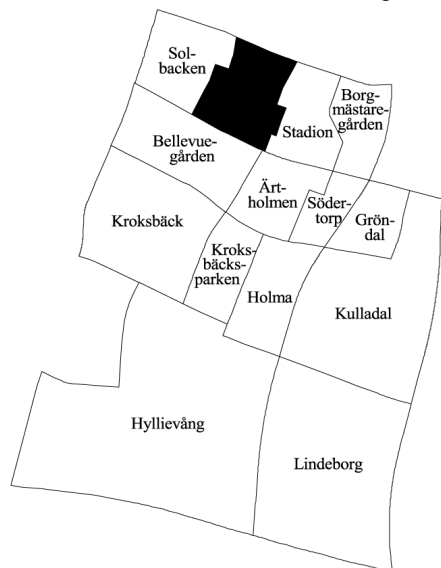 Sol-
backen
Borg-
mästare-
gården
Stadion
Bellevue-
gården
Ärt-
holmen
Söder-
torp
Grön-
dal
Kroksbäck
Kroks-
bäcks-
parken
Holma
Kulladal
Hyllievång
Lindeborg